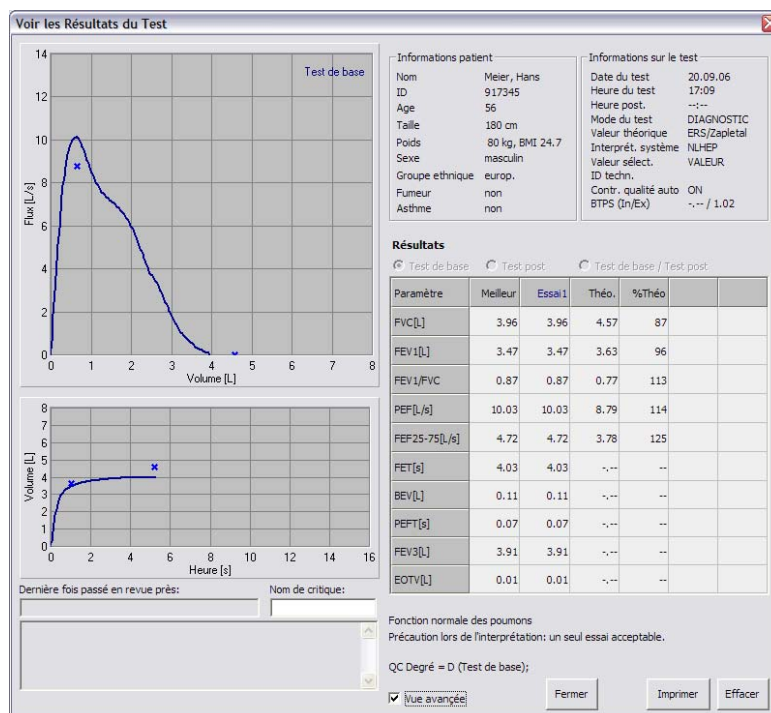 Voir les Résultats du Test
14
12
10
8
6
4
2
0
Flux [L/s]
Test de base
0 1 2 3 4 5 6 7 8
Volume [L]
8
7
6
5
4
3
2
1
0
Volume [L]
0 2 4 6 8 10 12 14 16
Heure [s]
Dernière fois passé en revue près: Nom de critique:
Informations patient
Nom Meier, Hans
ID 917345
Age 56
Taille 180 cm
Poids 80 kg, BMI 24.7
Sexe masculin
Groupe ethnique europ.
Fumeur non
Asthme non
Informations sur le test
Date du test 20.09.06
Heure du test 17:09
Heure post. --:--
Mode du test DIAGNOSTIC
Valeur théorique ERS/Zapletal
Interprét. système NLHEP
Valeur sélect. VALEUR
ID techn.
Contr. qualité auto ON
BTPS (In/Ex) -.-- / 1.02
Résultats
Test de base Test post Test de base / Test post
Paramètre Meilleur Essai1 Théo. %Théo
FVC[L] 3.96 3.96 4.57 87
FEV1[L] 3.47 3.47 3.63 96
FEV1/FVC 0.87 0.87 0.77 113
PEF[L/s] 10.03 10.03 8.79 114
FEF25-75[L/s] 4.72 4.72 3.78 125
FET[s] 4.03 4.03 -.-- --
BEV[L] 0.11 0.11 -.-- --
PEFT[s] 0.07 0.07 -.-- --
FEV3[L] 3.91 3.91 -.-- --
EOTV[L] 0.01 0.01 -.-- --
Fonction normale des poumons
Précaution lors de l'interprétation: un seul essai acceptable.
QC Degré = D (Test de base);
Vue avançée
Fermer Imprimer Effacer